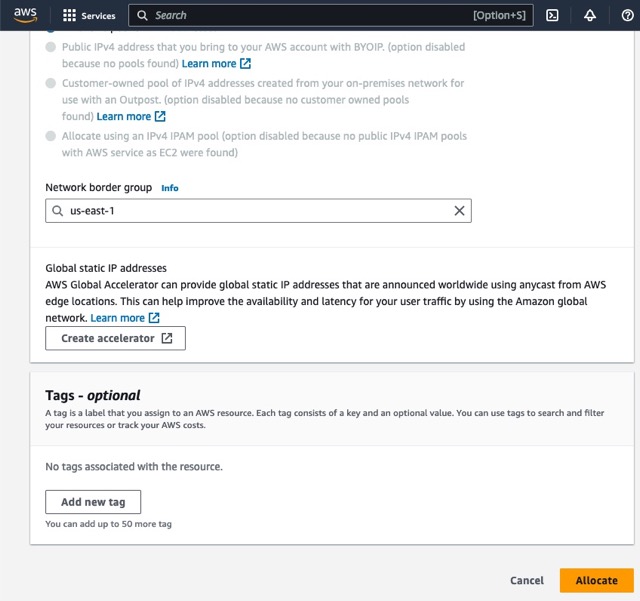 aws
Services
Search
[Option+S]
Public IPv4 address that you bring to your AWS account with BYOIP. (option disabled
because no pools found) Learn more
Customer-owned pool of IPv4 addresses created from your on-premises network for
use with an Outpost. (option disabled because no customer owned pools
found) Learn more
Allocate using an IPv4 IPAM pool (option disabled because no public IPv4 IPAM pools
with AWS service as EC2 were found)
Network border group Info
us-east-1
Global static IP addresses
AWS Global Accelerator can provide global static IP addresses that are announced worldwide using anycast from AWS
edge locations. This can help improve the availability and latency for your user traffic by using the Amazon global
network. Learn more
Create accelerator
Tags - optional
A tag is a label that you assign to an AWS resource. Each tag consists of a key and an optional value. You can use tags to search and filter
your resources or track your AWS costs.
No tags associated with the resource.
Add new tag
You can add up to 50 more tag
Cancel
Allocate